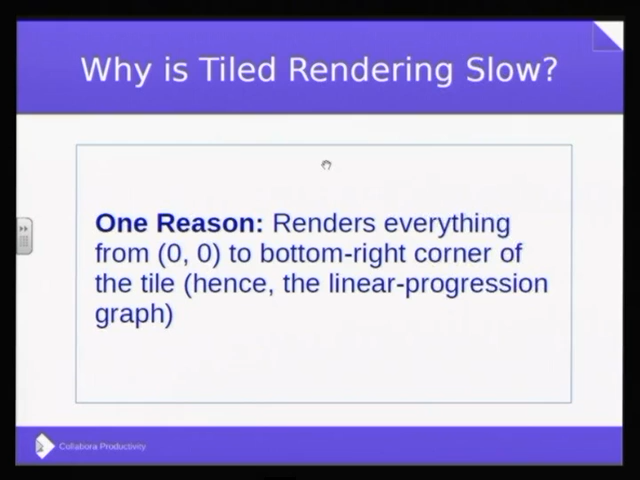 Why is Tiled Rendering Slow?
One Reason: Renders everything
from (0, 0) to bottom-right corner of
the tile (hence, the linear-progression
graph)
Collabora Productivity